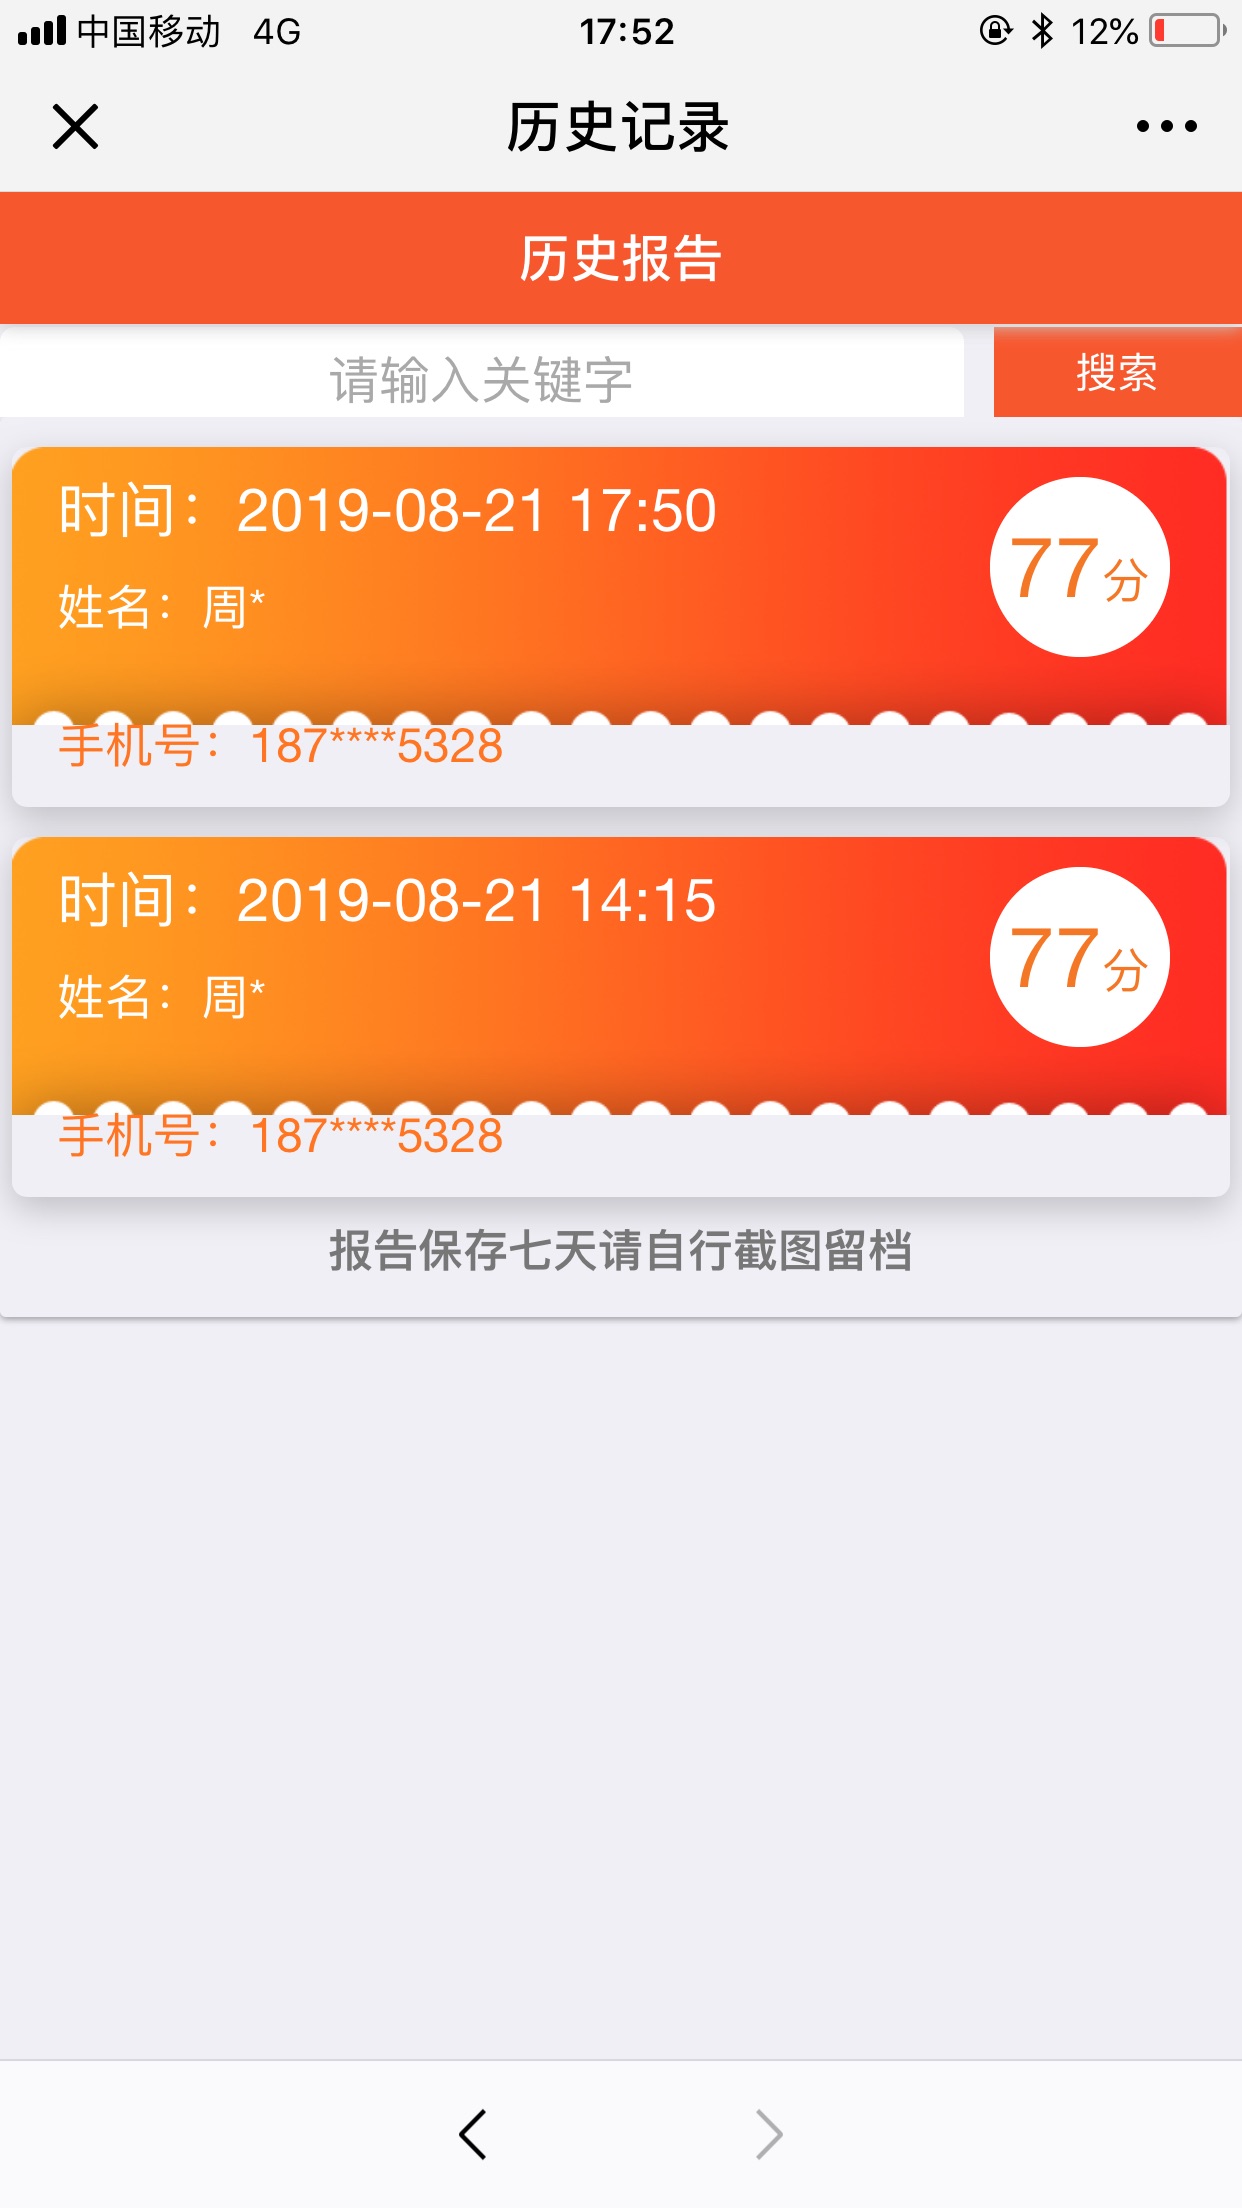 中国移动 4G 17:52 12%
历史记录
历史报告
请输入关键字 搜索
时间：2019-08-21 17:50
77分
姓名：周*
手机号：187****5328
时间：2019-08-21 14:15
77分
姓名：周*
手机号：187****5328
报告保存七天请自行截图留档